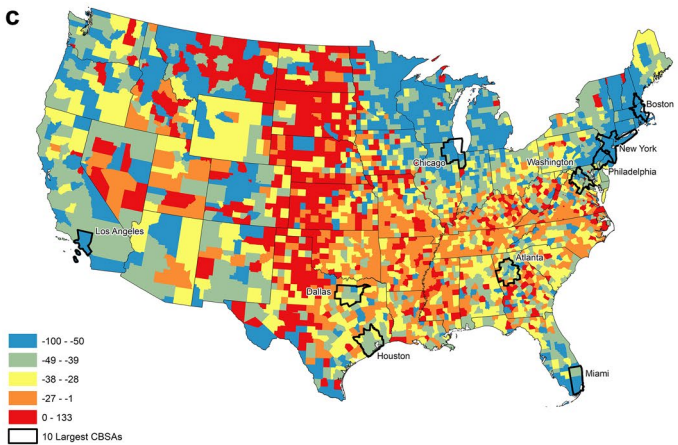 c
Boston
New York
Chicago
Washington
Philadelphia
Los Angeles
Atlanta
Dallas
Houston
Miami
-100 - -50
-49 - -39
-38 - -28
-27 - -1
0 - 133
10 Largest CBSAs